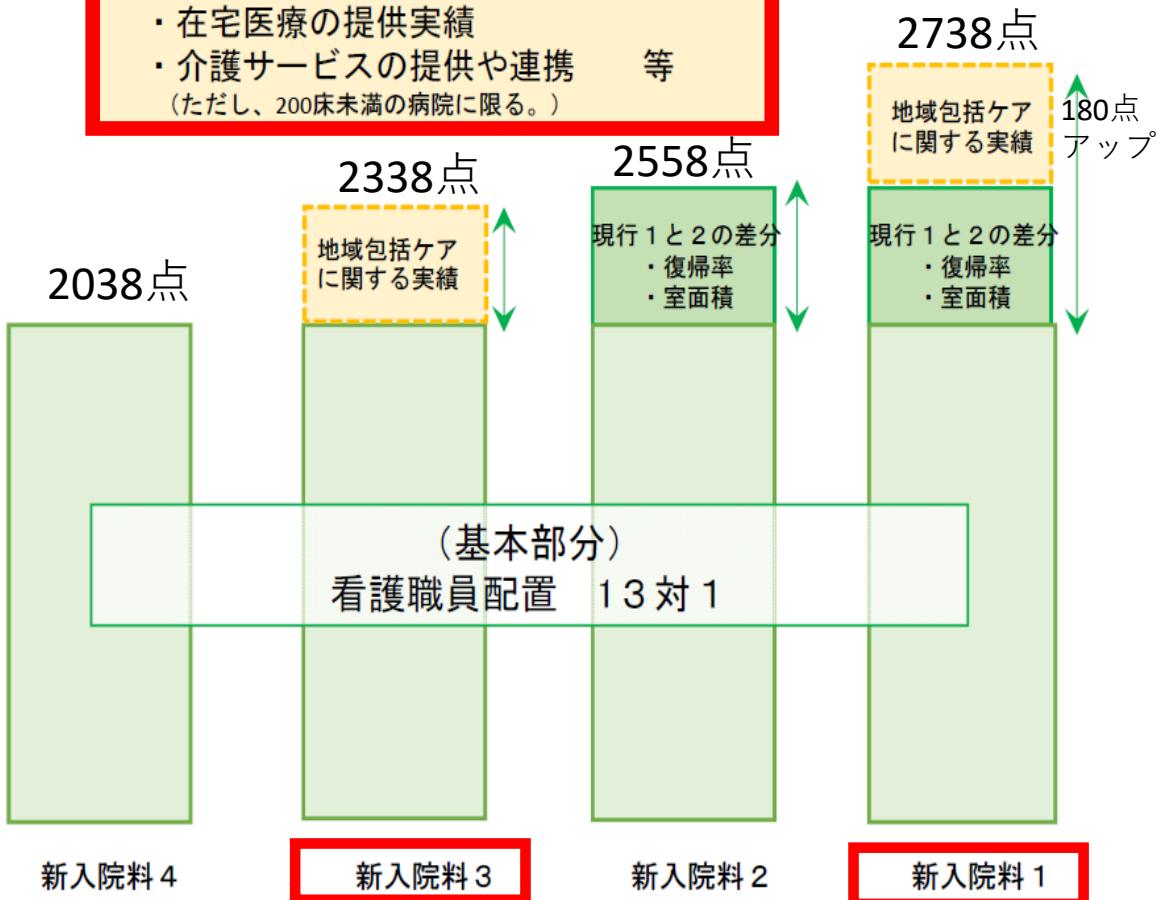 ・在宅医療の提供実績
・介護サービスの提供や連携　　等
（ただし、200床未満の病院に限る。）
2738点
地域包括ケア
に関する実績
180点
アップ
2338点
2558点
地域包括ケア
に関する実績
現行１と２の差分
・復帰率
・室面積
現行１と２の差分
・復帰率
・室面積
2038点
（基本部分）
看護職員配置　１３対１
新入院料４
新入院料３
新入院料２
新入院料１